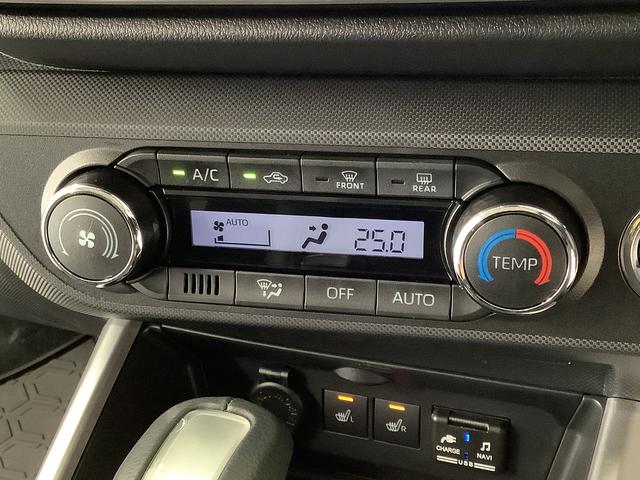 A/C
FRONT
REAR
AUTO
25.0
TEMP
OFF
AUTO
L
R
CHARGE NAVI
USB